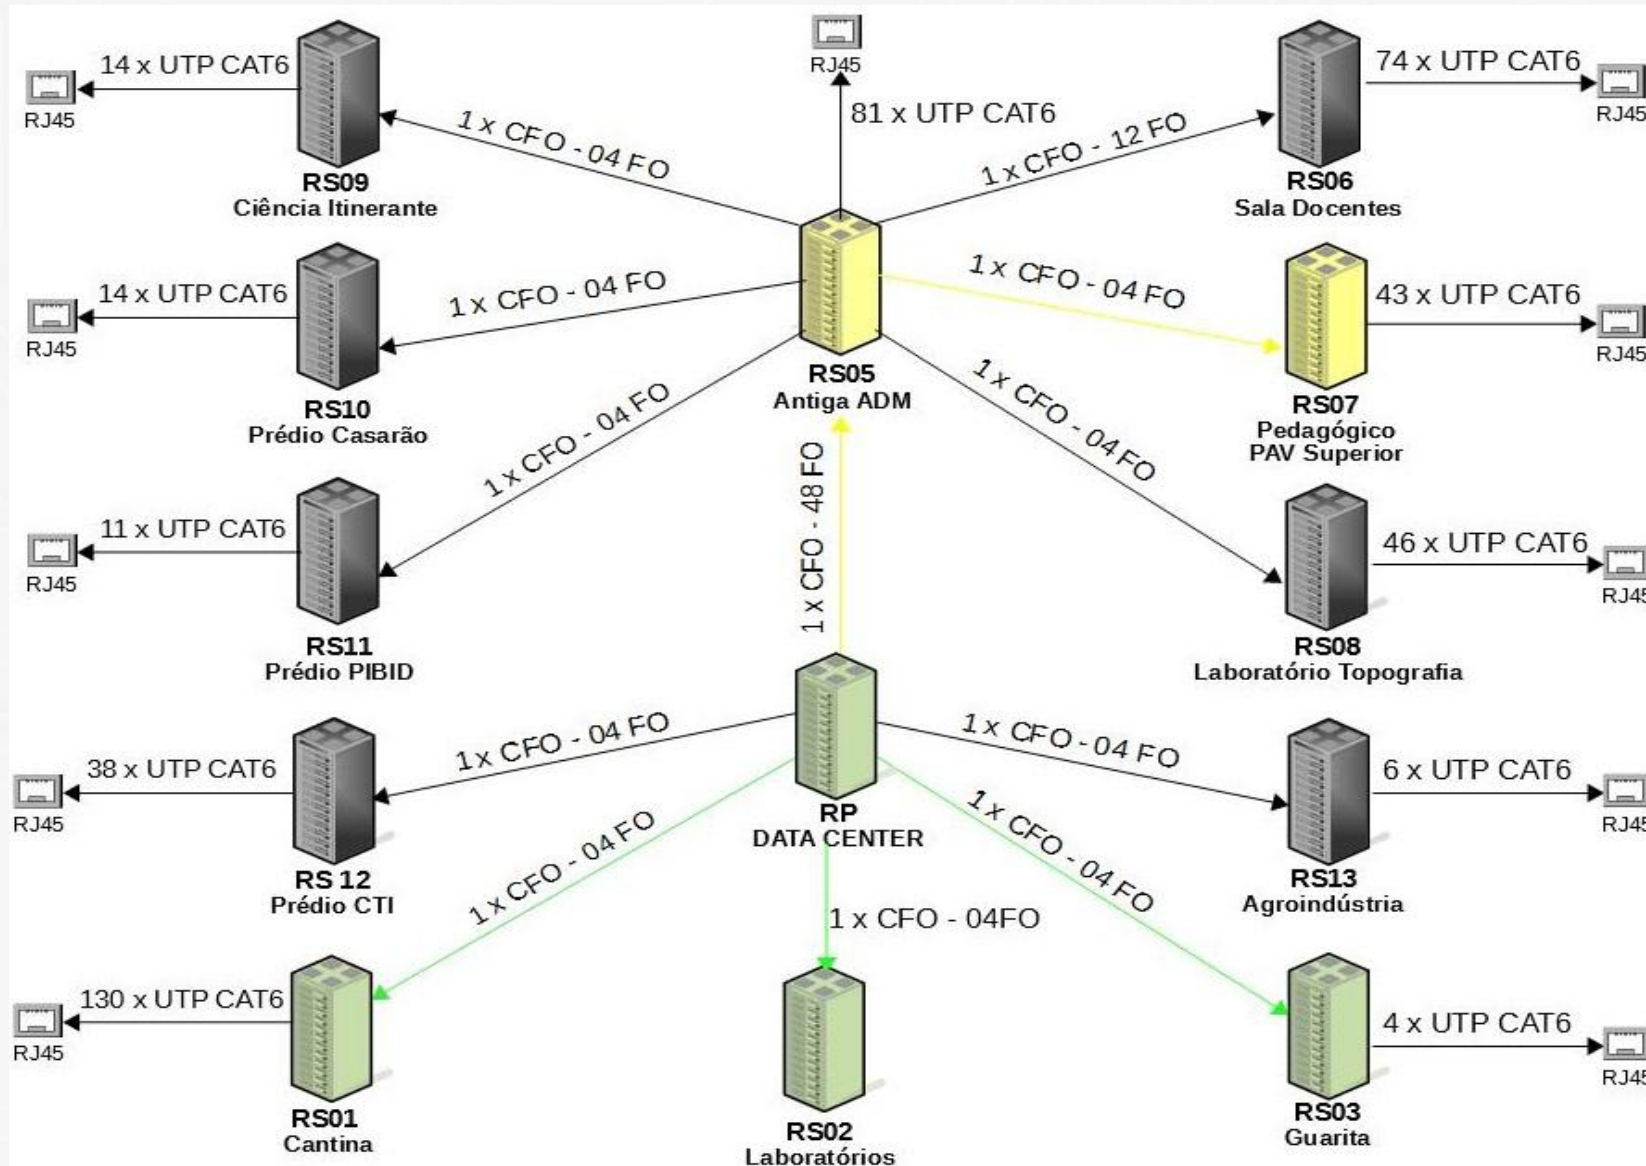 14 x UTP CAT6
RJ45
1 x CFO - 04 FO
RS09
Ciência Itinerante
RJ45
81 x UTP CAT6
1 x CFO - 12 FO
74 x UTP CAT6
RJ45
RS06
Sala Docentes
14 x UTP CAT6
RJ45
1 x CFO - 04 FO
RS10
Prédio Casarão
RS05
Antiga ADM
1 x CFO - 04 FO
43 x UTP CAT6
RJ45
RS07
Pedagógico
PAV Superior
11 x UTP CAT6
RJ45
1 x CFO - 04 FO
RS11
Prédio PIBID
1 x CFO - 48 FO
1 x CFO - 04 FO
46 x UTP CAT6
RJ45
RS08
Laboratório Topografia
38 x UTP CAT6
RJ45
1 x CFO - 04 FO
RS 12
Prédio CTI
RP
DATA CENTER
1 x CFO - 04 FO
6 x UTP CAT6
RJ45
RS13
Agroindústria
130 x UTP CAT6
RJ45
1 x CFO - 04 FO
RS01
Cantina
1 x CFO - 04FO
RS02
Laboratórios
1 x CFO - 04 FO
4 x UTP CAT6
RJ45
RS03
Guarita